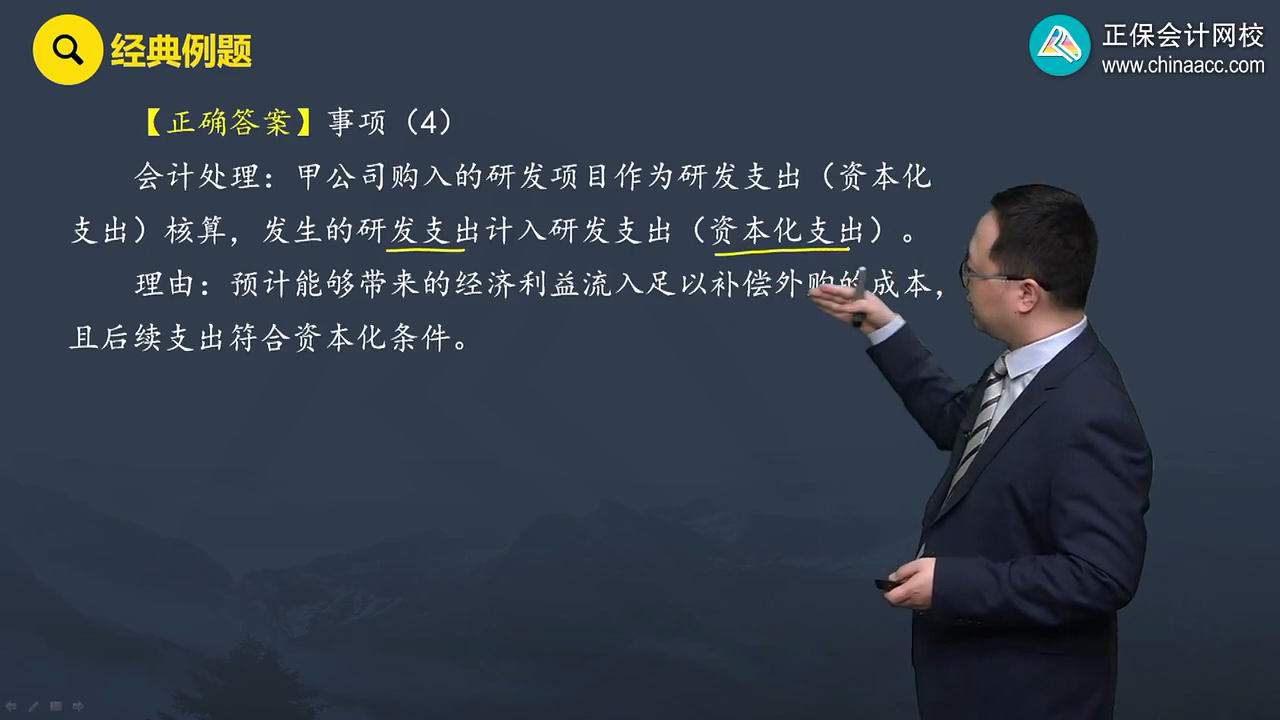 经典例题
正保会计网校
www.chinaacc.com
【正确答案】事项（4）
会计处理：甲公司购入的研发项目作为研发支出（资本化
支出）核算，发生的研发支出计入研发支出（资本化支出）。
理由：预计能够带来的经济利益流入足以补偿外购的成本，
且后续支出符合资本化条件。